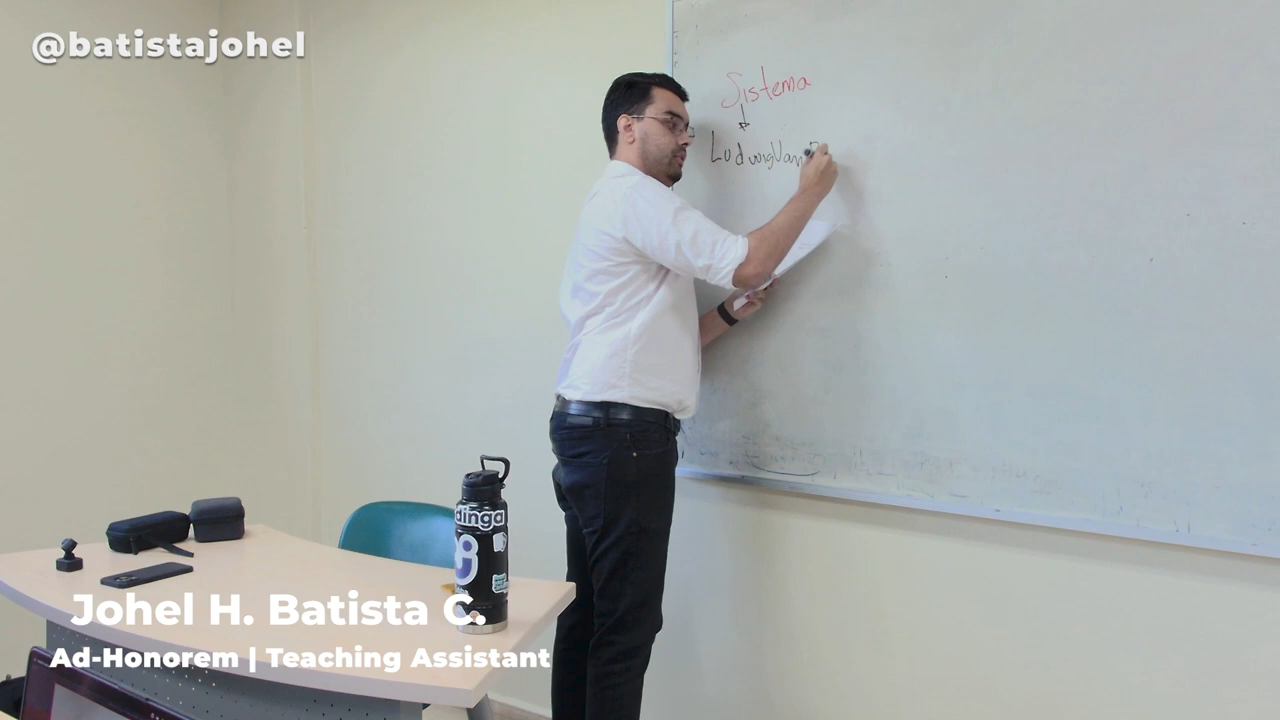 @batistajohel
Sistema
LudwigVan
dinga
Johel H. Batista C.
Ad-Honorem | Teaching Assistant